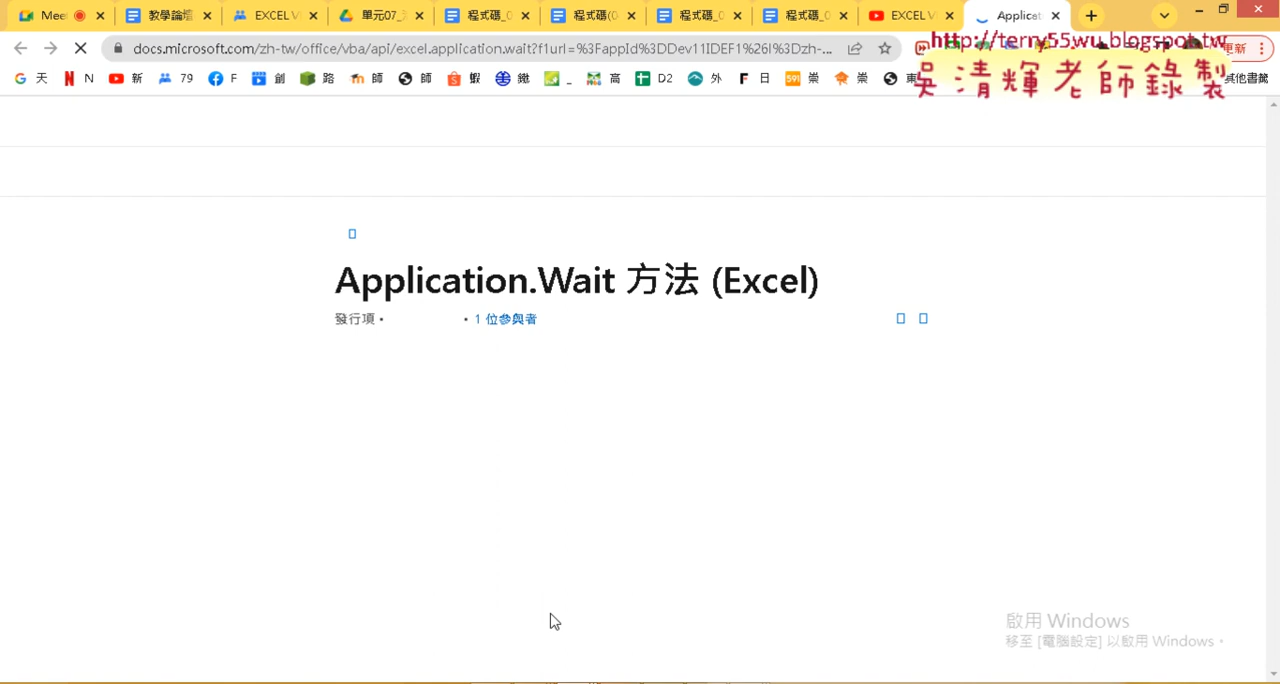 Meet
教學論壇
EXCEL V
單元07_
程式碼_0
程式碼(0
程式碼_0
程式碼_0
EXCEL V
Applicat
docs.microsoft.com/zh-tw/office/vba/api/excel.application.wait?f1url=%3FappId%3DDev11IDEF1%26l%3Dzh-...
更新
http://terry55wu.blogspot.tw
天 N 新 79 F 創 路 師 師 蝦 _ 高 D2 外 日 崇 崇 東
其他書籤
吳清輝老師錄製
Application.Wait 方法 (Excel)
發行項 • • 1 位參與者
啟用 Windows
移至 [電腦設定] 以啟用 Windows。